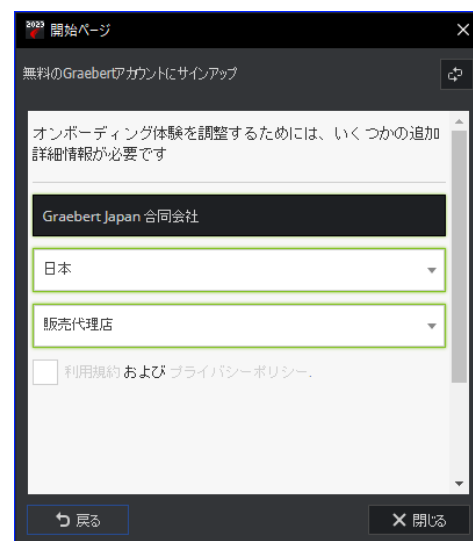 2023 開始ページ
無料のGraebertアカウントにサインアップ
オンボーディング体験を調整するためには、いくつかの追加
詳細情報が必要です
Graebert Japan 合同会社
日本
販売代理店
利用規約 および プライバシーポリシー.
戻る
閉じる